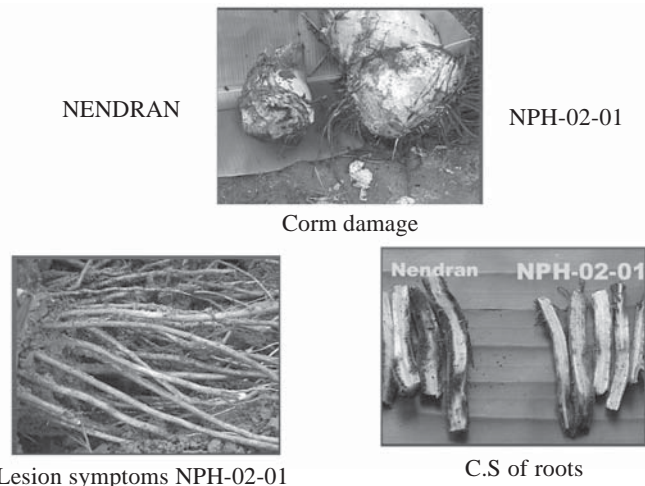 NENDRAN
NPH-02-01
Corm damage
Nendran NPH-02-01
Lesion symptoms NPH-02-01
C.S of roots